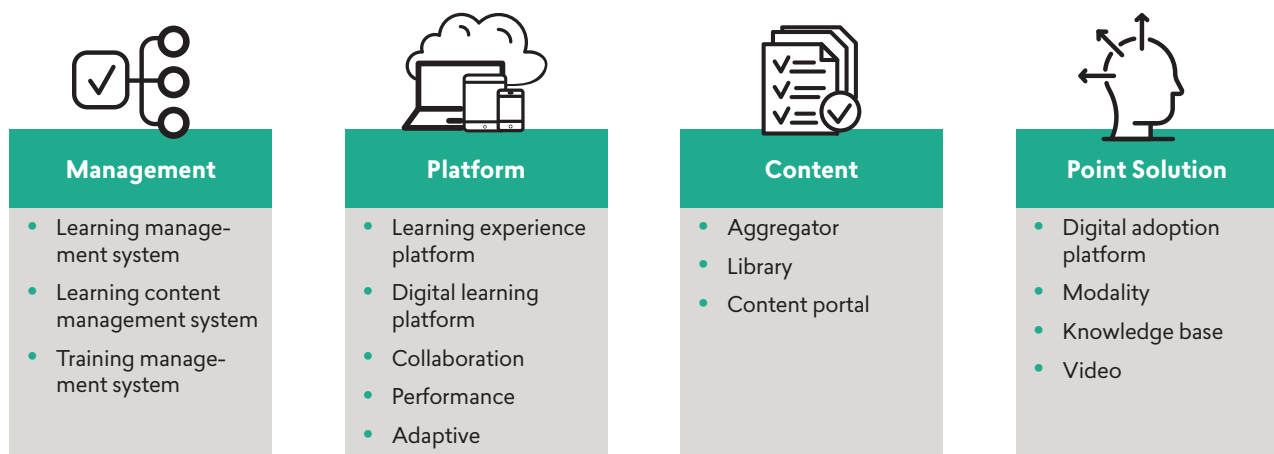 Management
• Learning manage-
ment system
• Learning content
management system
• Training manage-
ment system
Platform
• Learning experience
platform
• Digital learning
platform
• Collaboration
• Performance
• Adaptive
Content
• Aggregator
• Library
• Content portal
Point Solution
• Digital adoption
platform
• Modality
• Knowledge base
• Video